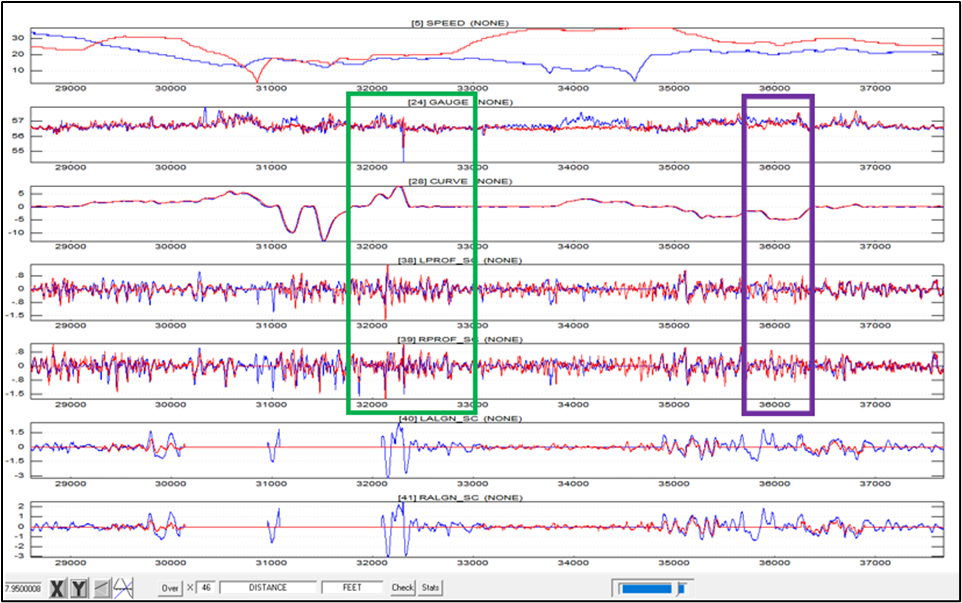 [5] SPEED (NONE)
30
20
10
29000 30000 31000 32000 33000 34000 35000 36000 37000
[24] GAUGE (NONE)
57
56
55
29000 30000 31000 32000 33000 34000 35000 36000 37000
[28] CURVE (NONE)
5
0
-5
-10
29000 30000 31000 32000 33000 34000 35000 36000 37000
[38] LPROF_SC (NONE)
.8
0
-.8
-1.5
29000 30000 31000 32000 33000 34000 35000 36000 37000
[39] RPROF_SC (NONE)
.8
0
-.8
-1.5
29000 30000 31000 32000 33000 34000 35000 36000 37000
[40] LALGN_SC (NONE)
1.5
0
-1.5
-3
29000 30000 31000 32000 33000 34000 35000 36000 37000
[41] RALGN_SC (NONE)
2
1
0
-1
-2
-3
29000 30000 31000 32000 33000 34000 35000 36000 37000
7.9500008 X Y Over X 46 DISTANCE FEET Check Stats